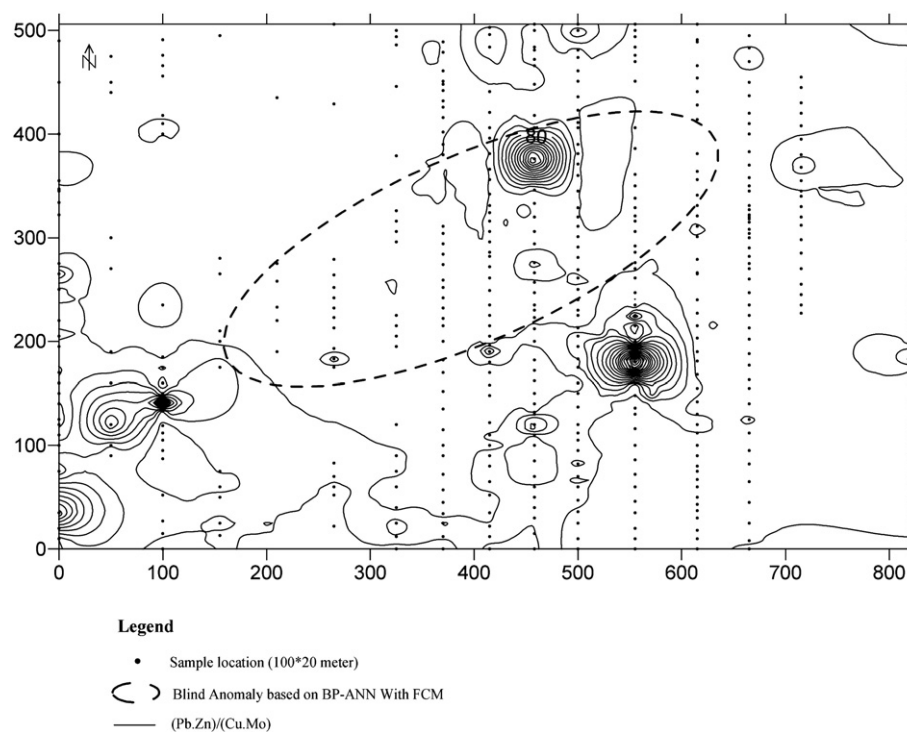 500
N
400
80
300
200
100
0
0 100 200 300 400 500 600 700 800
Legend
Sample location (100*20 meter)
Blind Anomaly based on BP-ANN With FCM
(Pb.Zn)/(Cu.Mo)